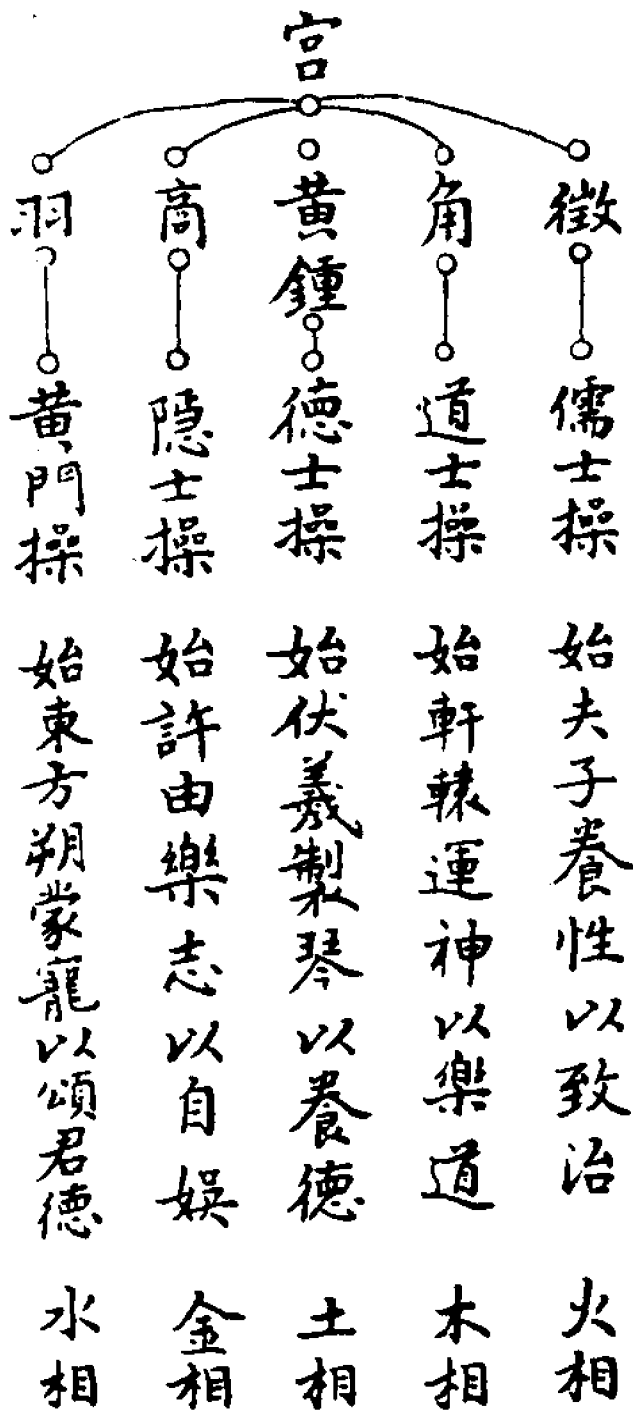 宮
徵
儒士操
始夫子養性以致治
火相
角
道士操
始軒轅運神以樂道
木相
黃鍾
德士操
始伏羲製琴以養德
土相
商
隱士操
始許由樂志以自娛
金相
羽
黃門操
始東方朔蒙寵以頌君德
水相